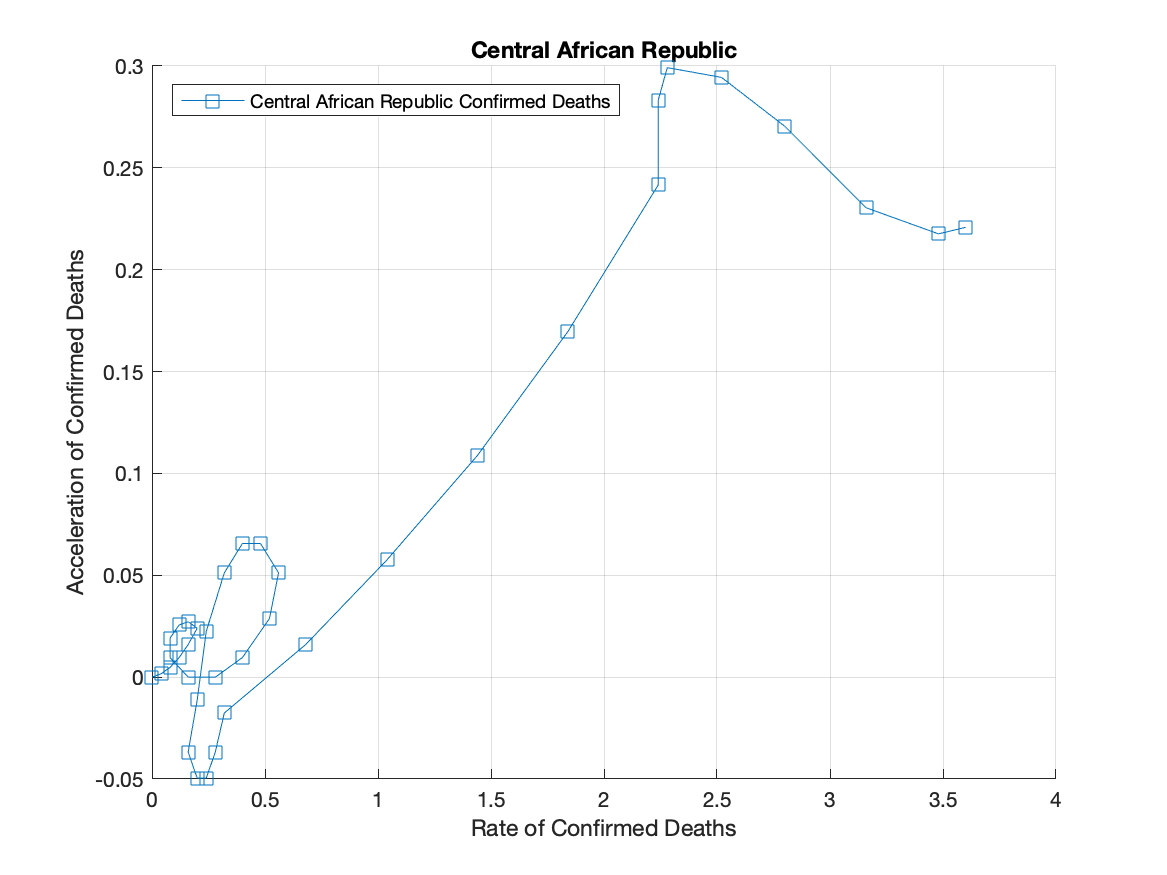 Central African Republic
Central African Republic Confirmed Deaths
0.3
0.25
0.2
0.15
0.1
0.05
0
-0.05
Acceleration of Confirmed Deaths
0 0.5 1 1.5 2 2.5 3 3.5 4
Rate of Confirmed Deaths